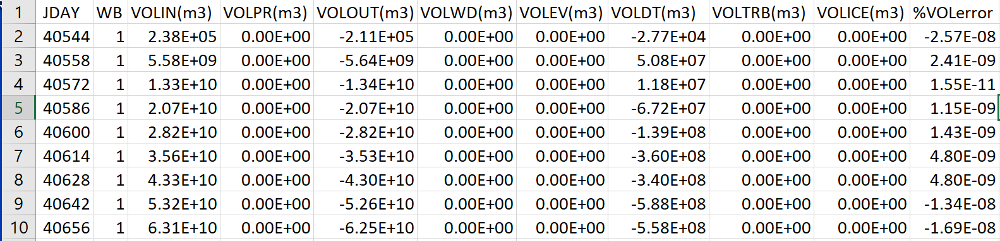 1 JDAY WB VOLIN(m3) VOLPR(m3) VOLOUT(m3) VOLWD(m3) VOLEV(m3) VOLDT(m3) VOLTRB(m3) VOLICE(m3) %VOLerror
2 40544 1 2.38E+05 0.00E+00 -2.11E+05 0.00E+00 0.00E+00 -2.77E+04 0.00E+00 0.00E+00 -2.57E-08
3 40558 1 5.58E+09 0.00E+00 -5.64E+09 0.00E+00 0.00E+00 5.08E+07 0.00E+00 0.00E+00 2.41E-09
4 40572 1 1.33E+10 0.00E+00 -1.34E+10 0.00E+00 0.00E+00 1.18E+07 0.00E+00 0.00E+00 1.55E-11
5 40586 1 2.07E+10 0.00E+00 -2.07E+10 0.00E+00 0.00E+00 -6.72E+07 0.00E+00 0.00E+00 1.15E-09
6 40600 1 2.82E+10 0.00E+00 -2.82E+10 0.00E+00 0.00E+00 -1.39E+08 0.00E+00 0.00E+00 1.43E-09
7 40614 1 3.56E+10 0.00E+00 -3.53E+10 0.00E+00 0.00E+00 -3.60E+08 0.00E+00 0.00E+00 4.80E-09
8 40628 1 4.33E+10 0.00E+00 -4.30E+10 0.00E+00 0.00E+00 -3.40E+08 0.00E+00 0.00E+00 4.80E-09
9 40642 1 5.32E+10 0.00E+00 -5.26E+10 0.00E+00 0.00E+00 -5.88E+08 0.00E+00 0.00E+00 -1.34E-08
10 40656 1 6.31E+10 0.00E+00 -6.25E+10 0.00E+00 0.00E+00 -5.58E+08 0.00E+00 0.00E+00 -1.69E-08